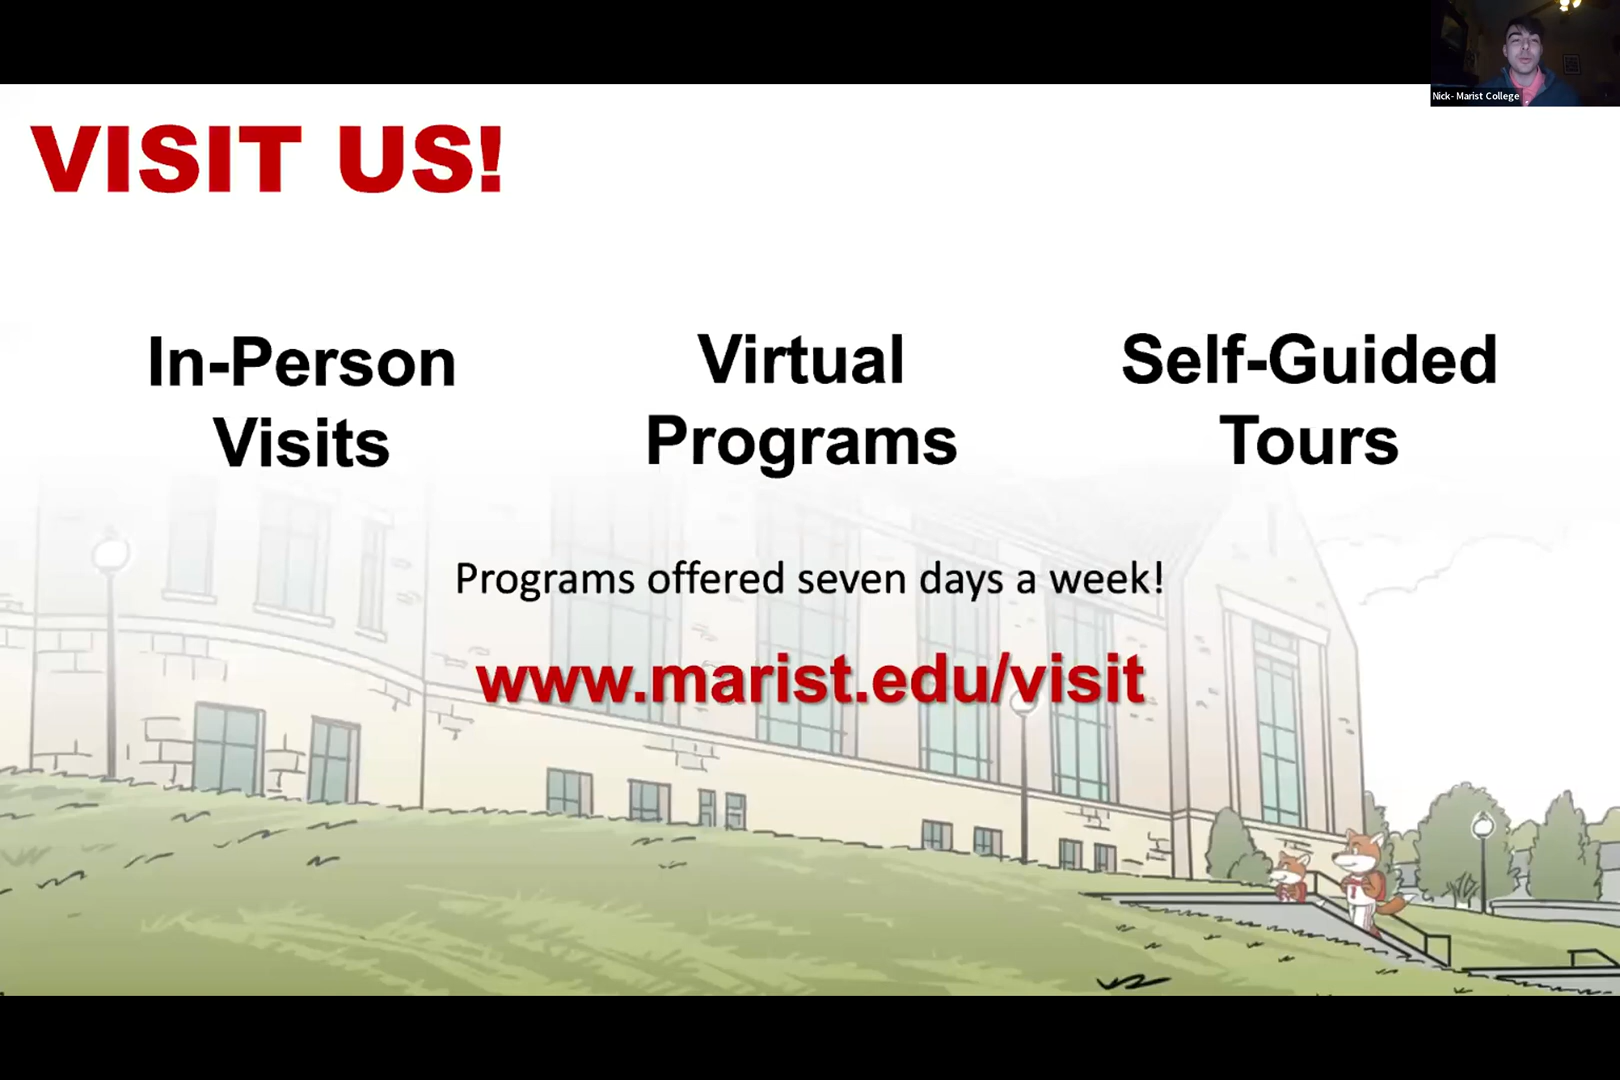 Nick- Marist College
VISIT US!
In-Person
Visits
Virtual
Programs
Self-Guided
Tours
Programs offered seven days a week!
www.marist.edu/visit